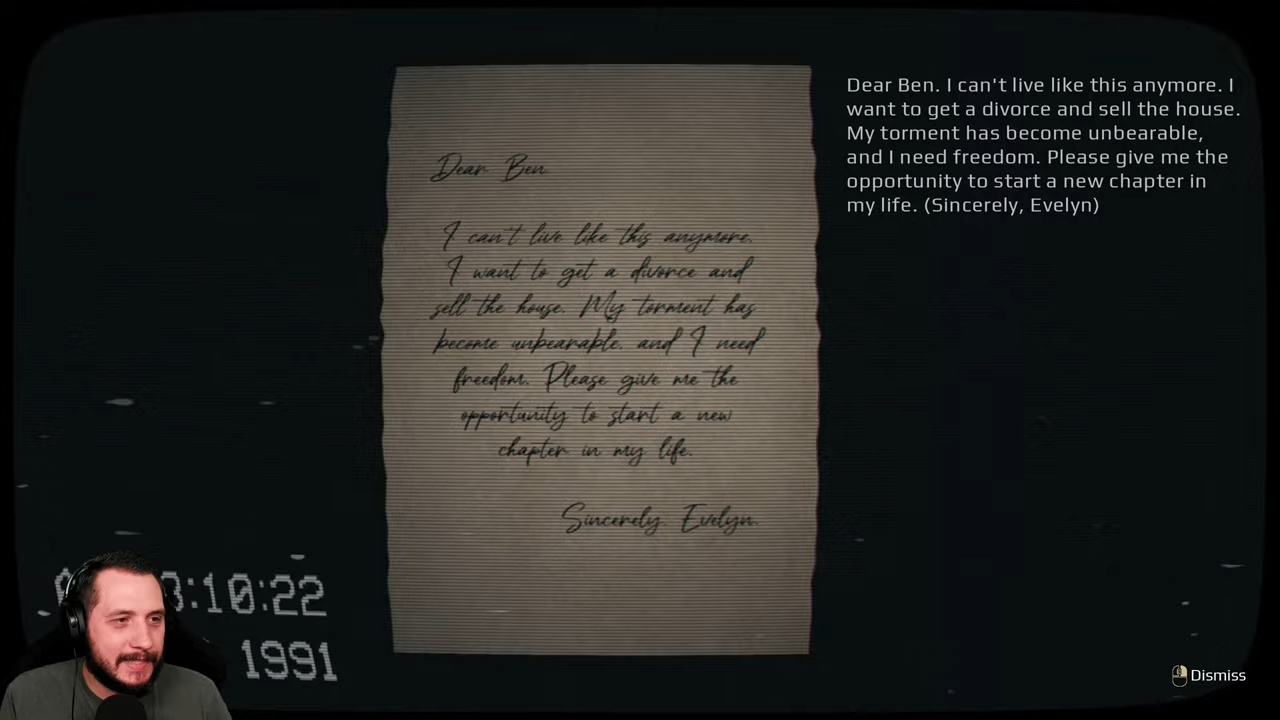 Dear Ben
I can't live like this anymore.
I want to get a divorce and
sell the house. My torment has
become unbearable, and I need
freedom. Please give me the
opportunity to start a new
chapter in my life.
Sincerely, Evelyn.
Dear Ben. I can't live like this anymore. I
want to get a divorce and sell the house.
My torment has become unbearable,
and I need freedom. Please give me the
opportunity to start a new chapter in
my life. (Sincerely, Evelyn)
:10:22
1991
Dismiss